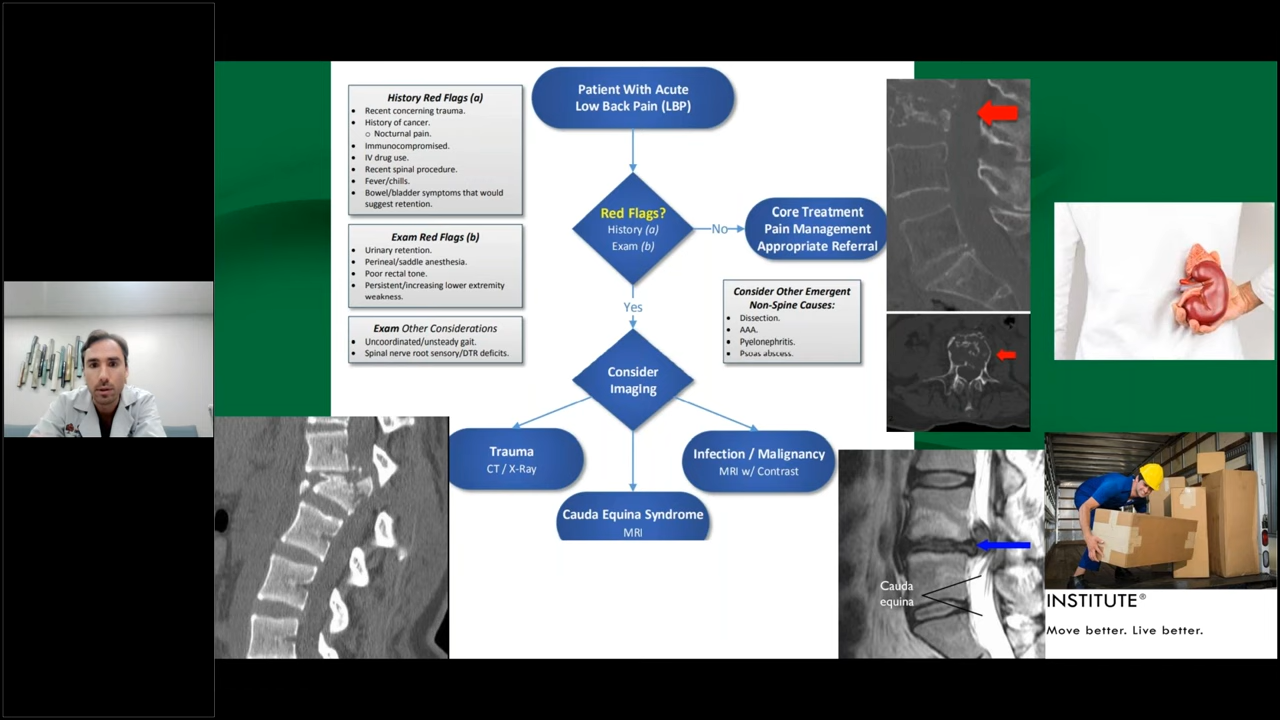 Patient With Acute
Low Back Pain (LBP)
History Red Flags (a)
• Recent concerning trauma.
• History of cancer.
o Nocturnal pain.
• Immunocompromised.
• IV drug use.
• Recent spinal procedure.
• Fever/chills.
• Bowel/bladder symptoms that would
suggest retention.
Exam Red Flags (b)
• Urinary retention.
• Perineal/saddle anesthesia.
• Poor rectal tone.
• Persistent/increasing lower extremity
weakness.
Exam Other Considerations
• Uncoordinated/unsteady gait.
• Spinal nerve root sensory/DTR deficits.
Red Flags?
History (a)
Exam (b)
No
Core Treatment
Pain Management
Appropriate Referral
Yes
Consider Other Emergent
Non-Spine Causes:
• Dissection.
• AAA.
• Pyelonephritis.
• Psoas abscess.
Consider
Imaging
Trauma
CT / X-Ray
Cauda Equina Syndrome
MRI
Infection / Malignancy
MRI w/ Contrast
Cauda
equina
INSTITUTE®
Move better. Live better.